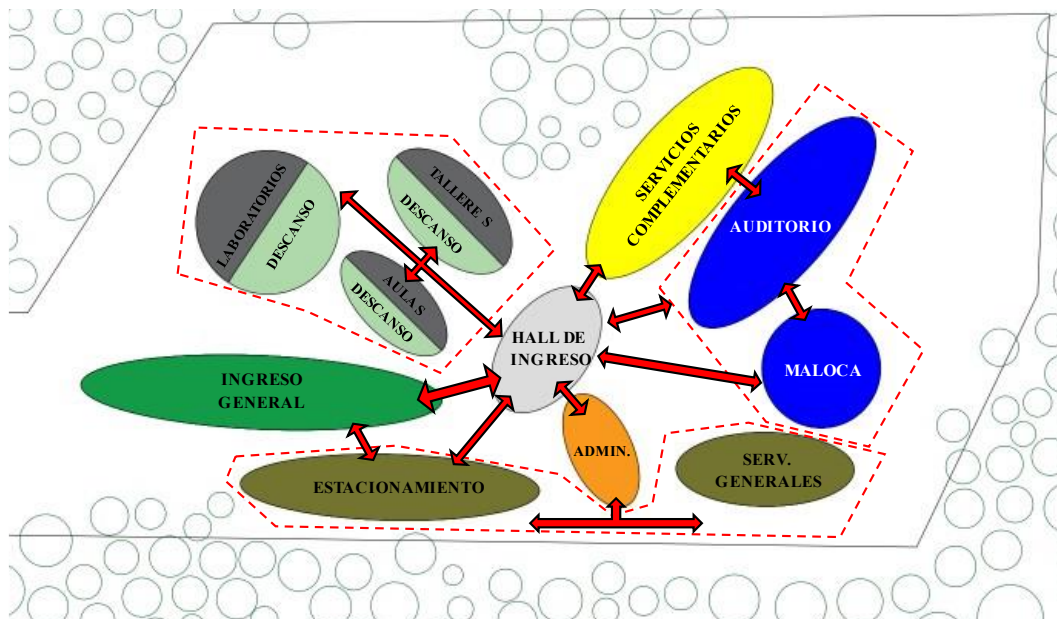 LABORATORIOS
DESCANSO
TALLERE S
DESCANSO
AULA S
DESCANSO
SERVICIOS
COMPLEMENTARIOS
AUDITORIO
HALL DE
INGRESO
MALOCA
INGRESO
GENERAL
ADMIN.
SERV.
GENERALES
ESTACIONAMIENTO